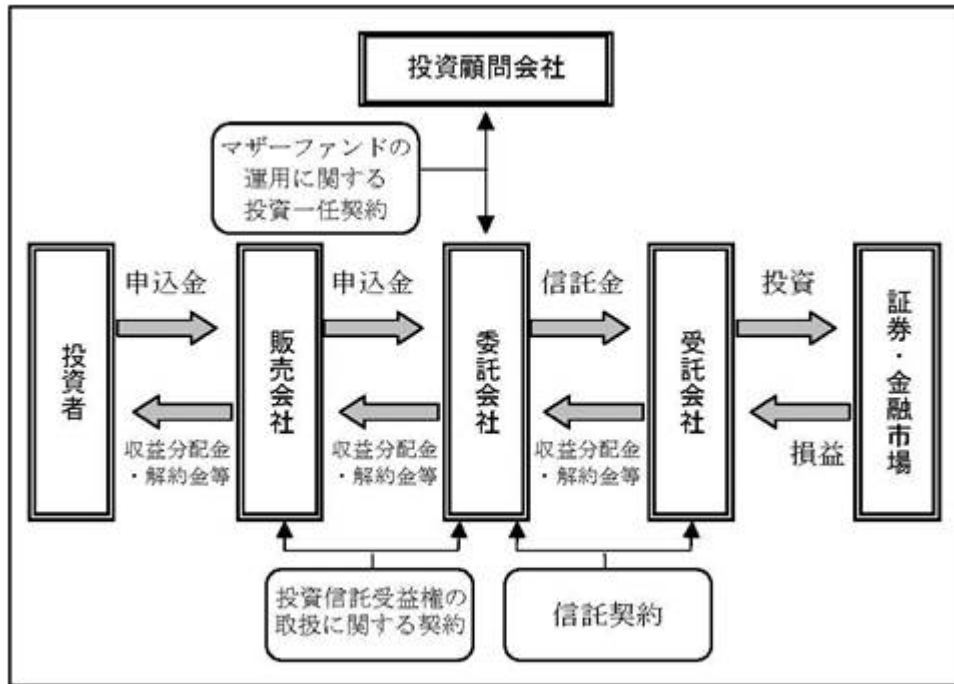 投資顧問会社
マザーファンドの
運用に関する
投資一任契約
投資者
申込金
収益分配金
・解約金等
販売会社
申込金
収益分配金
・解約金等
委託会社
信託金
収益分配金
・解約金等
受託会社
投資
損益
証券・金融市場
投資信託受益権の
取扱に関する契約
信託契約